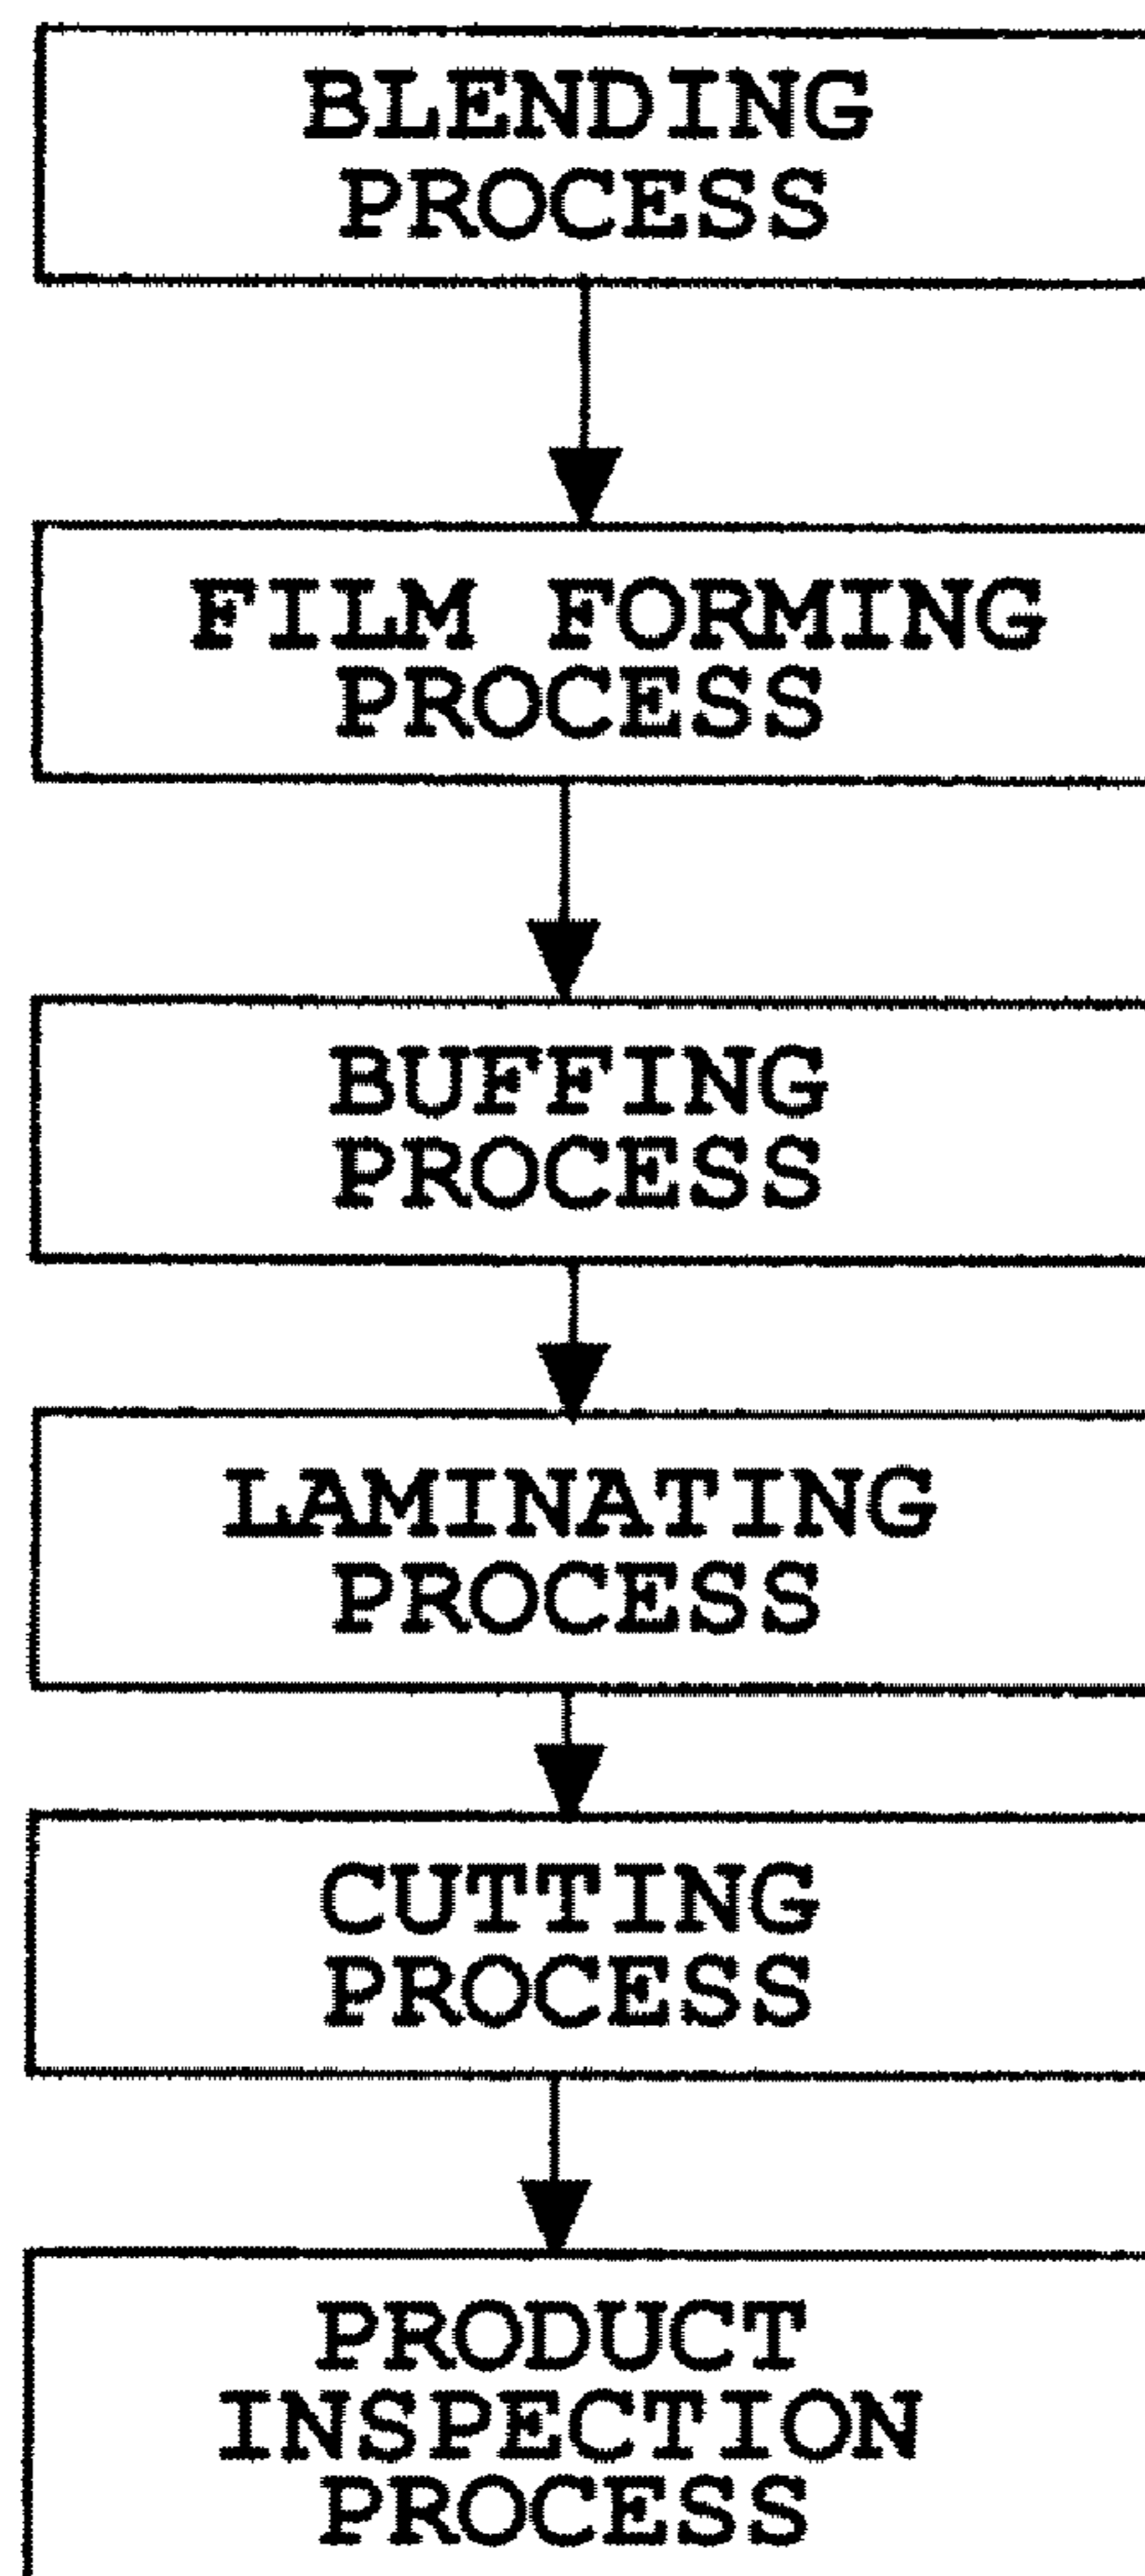 BLENDING
PROCESS
FILM FORMING
PROCESS
BUFFING
PROCESS
LAMINATING
PROCESS
CUTTING
PROCESS
PRODUCT
INSPECTION
PROCESS